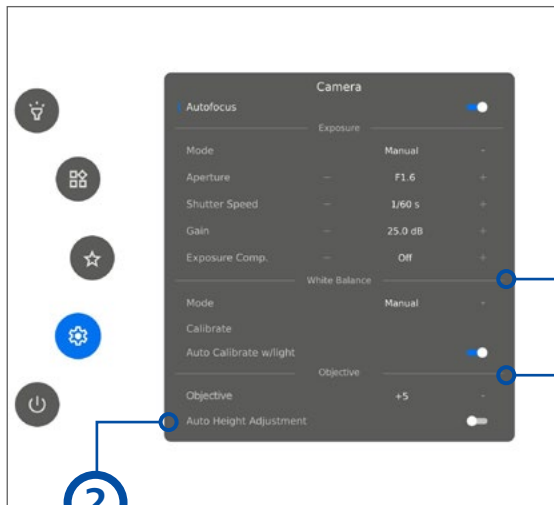 Camera
Autofocus
Exposure
Mode Manual -
Aperture - F1.6 +
Shutter Speed - 1/60 s +
Gain - 25.0 dB +
Exposure Comp. - Off +
White Balance
Mode Manual -
Calibrate
Auto Calibrate w/light
Objective
Objective +5 -
Auto Height Adjustment
2